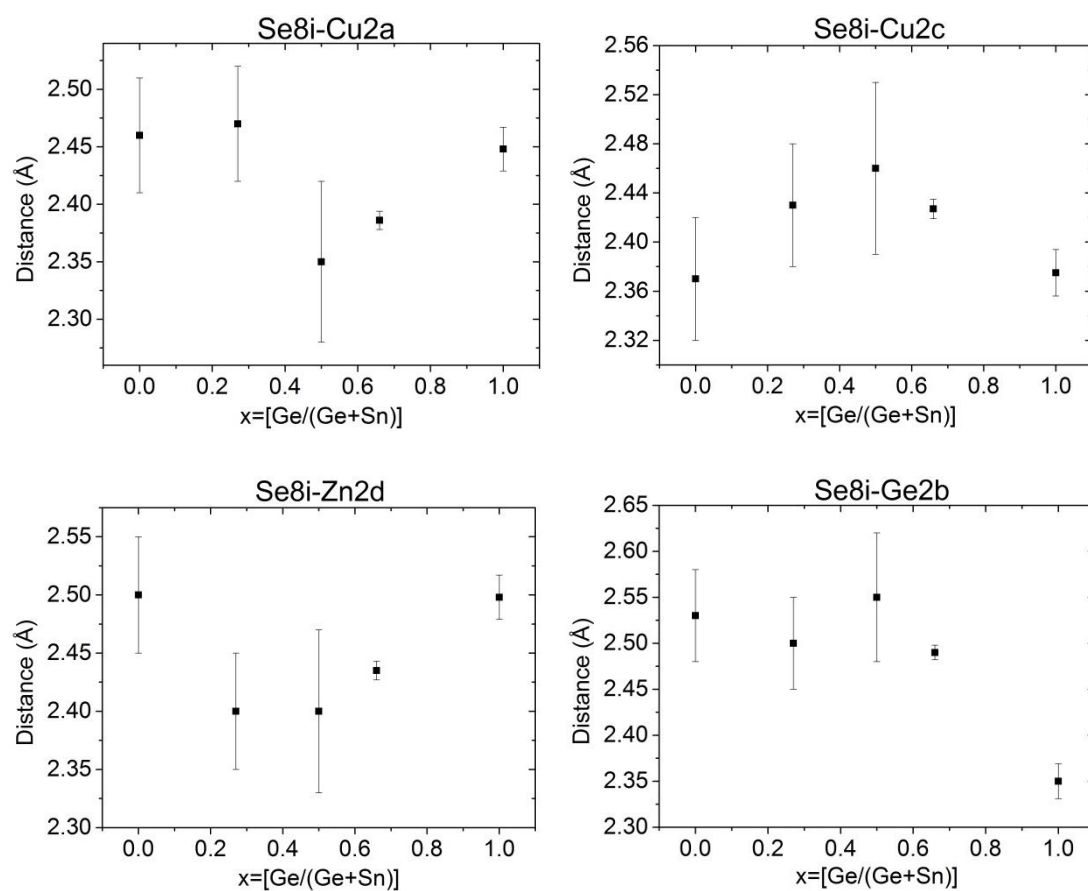 Se8i-Cu2a
Distance (Å)
2.50
2.45
2.40
2.35
2.30
0.0 0.2 0.4 0.6 0.8 1.0
x=[Ge/(Ge+Sn)]
Se8i-Cu2c
Distance (Å)
2.56
2.52
2.48
2.44
2.40
2.36
2.32
0.0 0.2 0.4 0.6 0.8 1.0
x=[Ge/(Ge+Sn)]
Se8i-Zn2d
Distance (Å)
2.55
2.50
2.45
2.40
2.35
2.30
0.0 0.2 0.4 0.6 0.8 1.0
x=[Ge/(Ge+Sn)]
Se8i-Ge2b
Distance (Å)
2.65
2.60
2.55
2.50
2.45
2.40
2.35
2.30
0.0 0.2 0.4 0.6 0.8 1.0
x=[Ge/(Ge+Sn)]